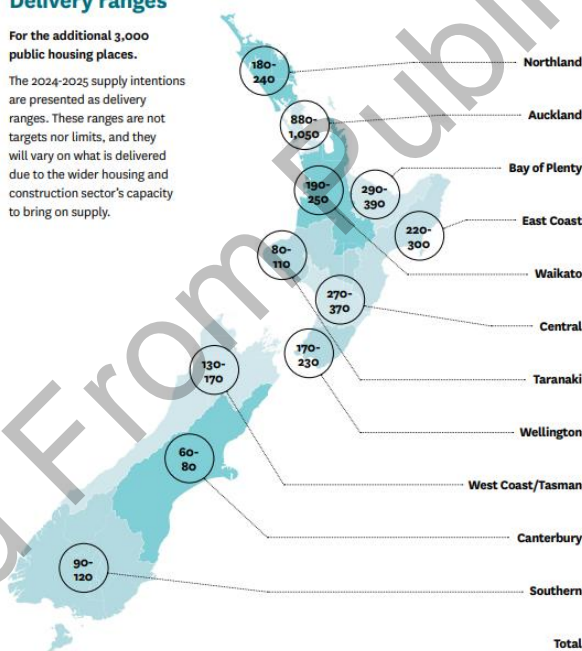 Delivery ranges
For the additional 3,000
public housing places.
The 2024-2025 supply intentions
are presented as delivery
ranges. These ranges are not
targets nor limits, and they
will vary on what is delivered
due to the wider housing and
construction sector's capacity
to bring on supply.
180-
240
Northland
880-
1,050
Auckland
Bay of Plenty
190-
250
290-
390
East Coast
220-
300
80-
110
Waikato
270-
370
Central
170-
230
Taranaki
130-
170
Wellington
60-
80
West Coast/Tasman
Canterbury
90-
120
Southern
Total
From Publi